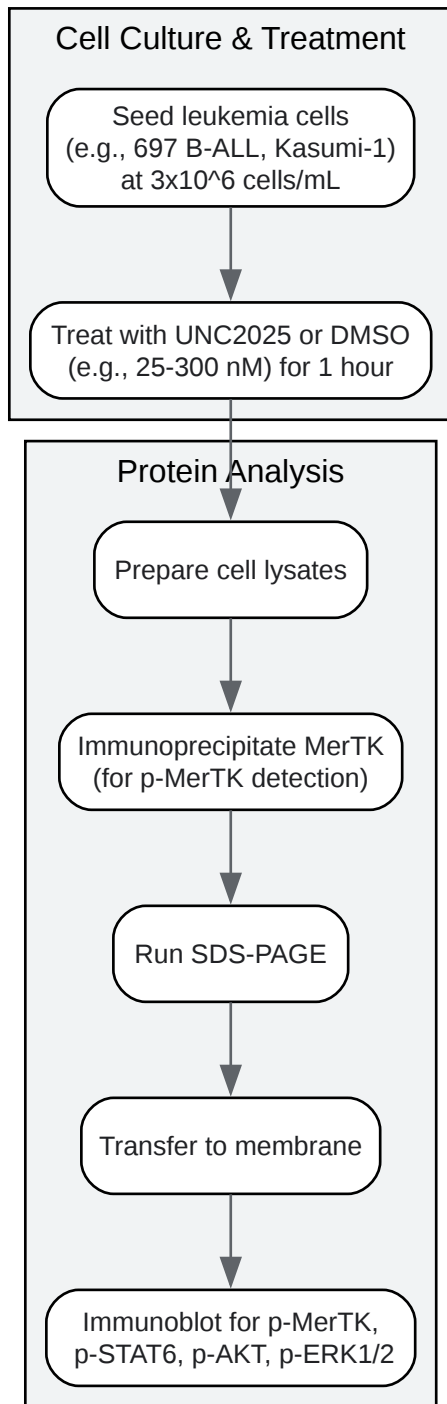 Cell Culture & Treatment
Seed leukemia cells
(e.g., 697 B-ALL, Kasumi-1)
at 3x10^6 cells/mL
Treat with UNC2025 or DMSO
(e.g., 25-300 nM) for 1 hour
Protein Analysis
Prepare cell lysates
Immunoprecipitate MerTK
(for p-MerTK detection)
Run SDS-PAGE
Transfer to membrane
Immunoblot for p-MerTK,
p-STAT6, p-AKT, p-ERK1/2